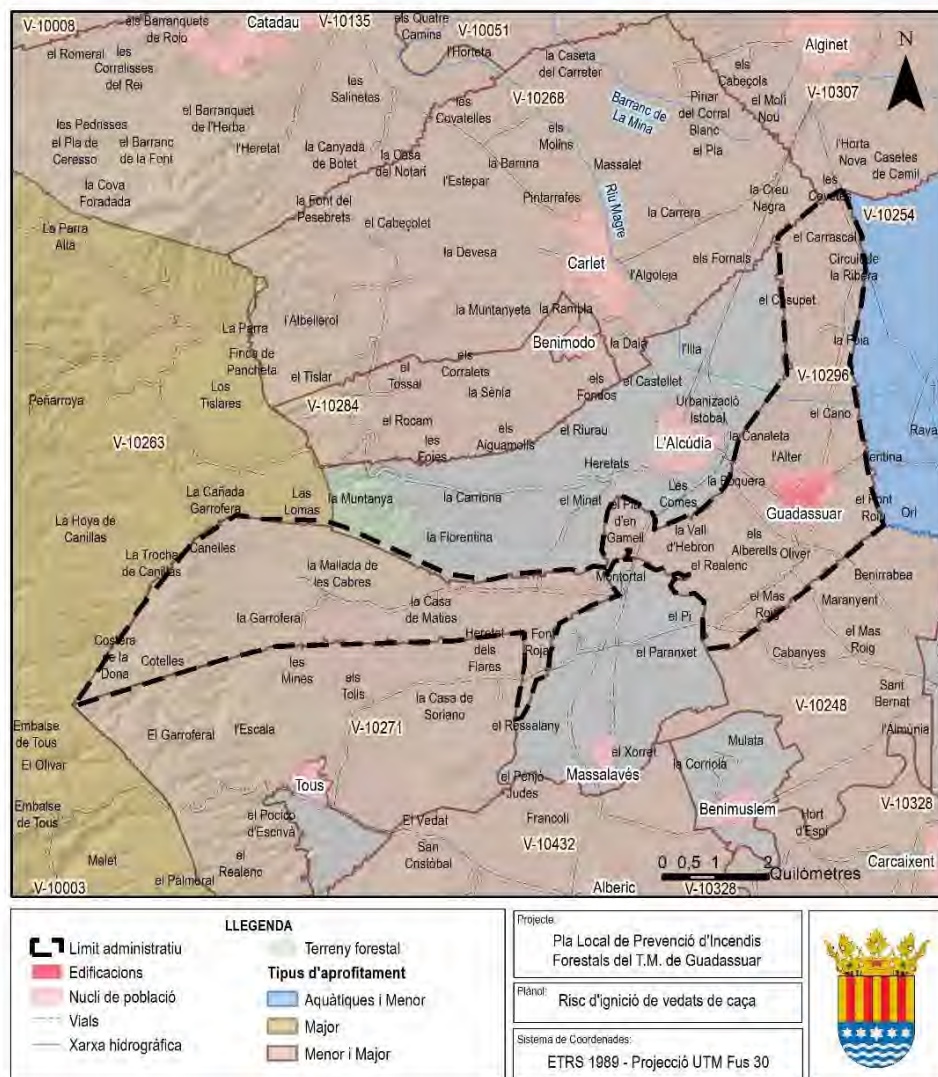 V-10008
els Barranquets
de Roio
Catadau
V-10135
els Quatre
Camins
V-10051
l'Horteta
Alginet
N
el Romeral
les
Corralisses
del Rei
la Caseta
del Carreter
els
Cabeçols
les
Salinetes
V-10268
V-10307
el Barranquet
de l'Herba
les
Covatelles
Barranc de
La Mina
Pinar
del Corral
Blanc
el Molí
Nou
les Pedrisses
el Pla de
Ceresso
el Barranc
de la Font
l'Heretat
la Canyada
de Bolet
la Casa
del Notari
els
Molins
el Pla
l'Horta
Nova
Casetes
de Camil
la Barnna
Massalet
la Cova
Foradada
l'Estepar
Pintarrafes
Riu Magre
la Creu
Negra
les
la Font del
Pesebrets
el Cabeçolet
la Carrera
V-10254
La Parra
Alta
la Devesa
els Fornals
el Carrascal
Carlet
l'Algoleja
Circulo de
la Ribera
el Casupet
la Muntanyeta
la Rambla
l'Albellerol
La Parra
Finca de
Pancheta
Benimodo
la Daia
l'Illa
la Foia
el Tislar
el
Tossal
els
Corralets
Los
Tislares
la Sènia
els
Fondos
el Castellet
V-10296
Peñarroya
V-10284
Urbanizació
Istobal
el Cano
el Rocam
V-10263
les
Foies
els
Aiguamolls
el Riurau
L'Alcúdia
la Canaleta
l'Alter
Heretats
La Cañada
Garrofera
Las
Lomas
la Muntanya
la Carriona
el Minat
Les
Comes
la Boquera
Guadassuar
el Pont
Roig
Orl
La Hoya de
Canillas
el Pla
d'en
Gamell
la Florentina
la Vall
d'Hebron
els
Alberells
Oliver
La Troche
de Canillas
Canelles
la Mallada de
les Cabres
el Realenc
Montortal
Benirrabea
la Garrofera
la Casa
de Maties
el Mas
Roig
Maranyent
el Pi
Costera
de la
Dona
Cotelles
Heretat
dels
Flares
Font
Roja
el Mas
Roig
el Paranxet
Cabanyes
les
Mines
els
Tolls
la Casa de
Soriano
Sant
Bernat
V-10248
Embalse
de Tous
El Garroferal
l'Escala
V-10271
el Ressalany
l'Almúnia
Mulata
El Olivar
el Xorret
la Corriola
Tous
el Penjó
Judes
Massalavés
Embalse
de Tous
el Pocico
d'Escrivà
El Vedat
Francolí
Benimuslem
Hort
d'Espi
V-10328
Malet
el
Realenc
San
Cristòbal
V-10432
Carcaixent
V-10003
el Palmeral
Alberic
V-10328
0 0,5 1 2
Quilòmetres
LLEGENDA
Limit administratiu
Edificacions
Nucli de població
Vials
Xarxa hidrogràfica
Terreny forestal
Tipus d'aprofitament
Aquàtiques i Menor
Major
Menor i Major
Projecte:
Pla Local de Prevenció d'Incendis
Forestals del T.M. de Guadassuar
Plànol:
Risc d'ignició de vedats de caça
Sistema de Coordenades:
ETRS 1989 - Projecció UTM Fus 30